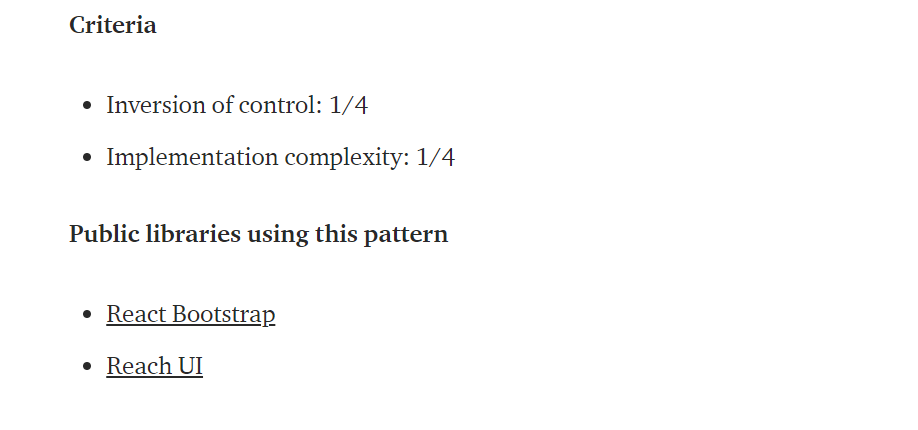 Criteria
• Inversion of control: 1/4
• Implementation complexity: 1/4
Public libraries using this pattern
• React Bootstrap
• Reach UI